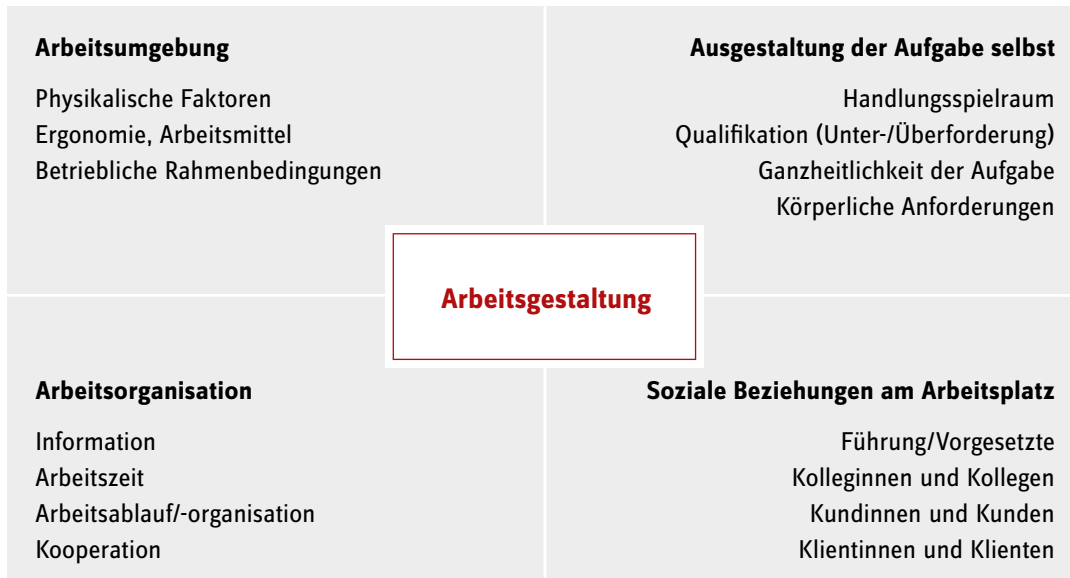 Arbeitsumgebung
Physikalische Faktoren
Ergonomie, Arbeitsmittel
Betriebliche Rahmenbedingungen
Ausgestaltung der Aufgabe selbst
Handlungsspielraum
Qualifikation (Unter-/Überforderung)
Ganzheitlichkeit der Aufgabe
Körperliche Anforderungen
Arbeitsgestaltung
Arbeitsorganisation
Information
Arbeitszeit
Arbeitsablauf/-organisation
Kooperation
Soziale Beziehungen am Arbeitsplatz
Führung/Vorgesetzte
Kolleginnen und Kollegen
Kundinnen und Kunden
Klientinnen und Klienten